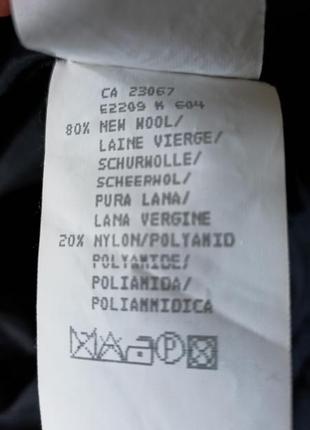 CA 23067
E2209 K 604
80% NEW WOOL/
LAINE VIERGE/
SCHURWOLLE/
SCHEERWOL/
PURA LANA/
LANA VERGINE
20% NYLON/POLYAMID
POLYAMIDE/
POLIAMIDA/
POLIAMMIDICA
P